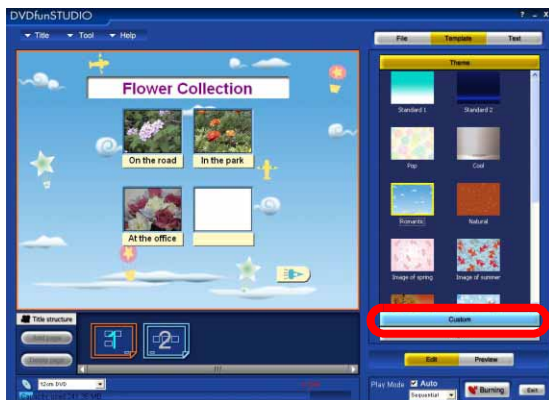 DVDfunSTUDIO
? - X
Title Tool Help
File Template Text
Theme
Flower Collection
Standard 1 Standard 2
On the road In the park
Pop Cool
At the office
Romantic Natural
Image of spring Image of summer
Custom
Title structure
Add page
Delete page
1 2
Edit Preview
12cm DVD
Play Mode Auto
Sequential
Burning
Exit